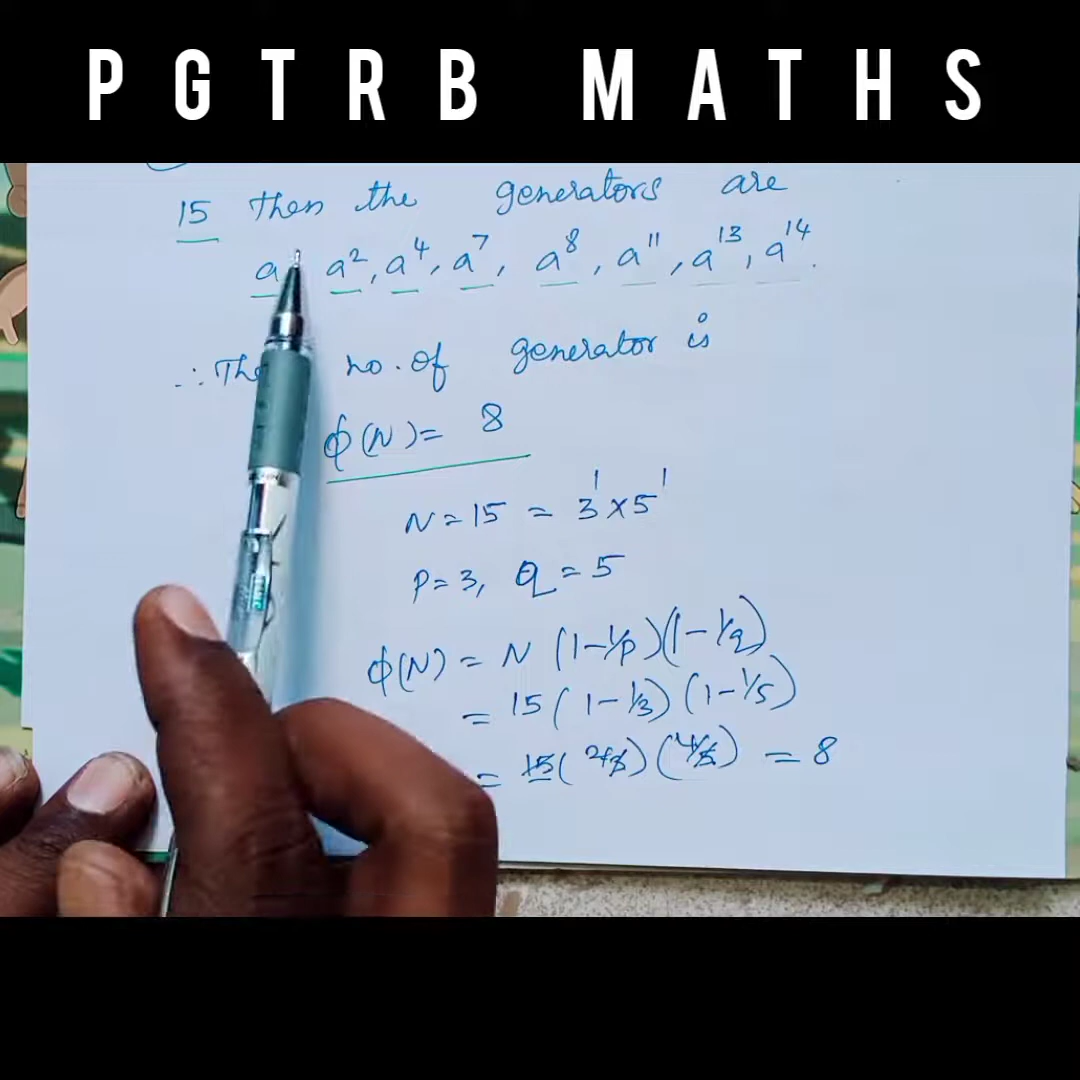 PGTRB MATHS
15 then the generators are
a, a², a⁴, a⁷, a⁸, a¹¹, a¹³, a¹⁴.
∴ The no. of generator is
ϕ(N) = 8
N = 15 = 3¹ × 5¹
P = 3, q = 5
ϕ(N) = N (1 - 1/p) (1 - 1/q)
= 15 (1 - 1/3) (1 - 1/5)
= 15 (2/3) (4/5) = 8